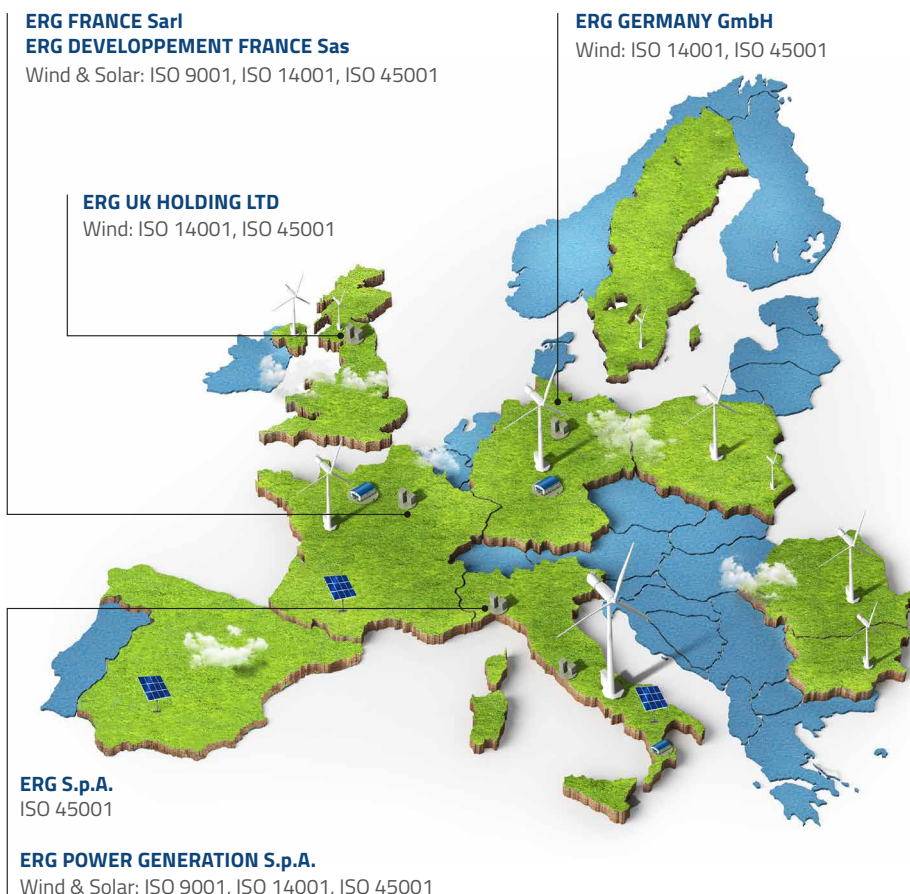 ERG FRANCE Sarl
ERG DEVELOPPEMENT FRANCE Sas
Wind & Solar: ISO 9001, ISO 14001, ISO 45001
ERG GERMANY GmbH
Wind: ISO 14001, ISO 45001
ERG UK HOLDING LTD
Wind: ISO 14001, ISO 45001
ERG S.p.A.
ISO 45001
ERG POWER GENERATION S.p.A.
Wind & Solar: ISO 9001, ISO 14001, ISO 45001